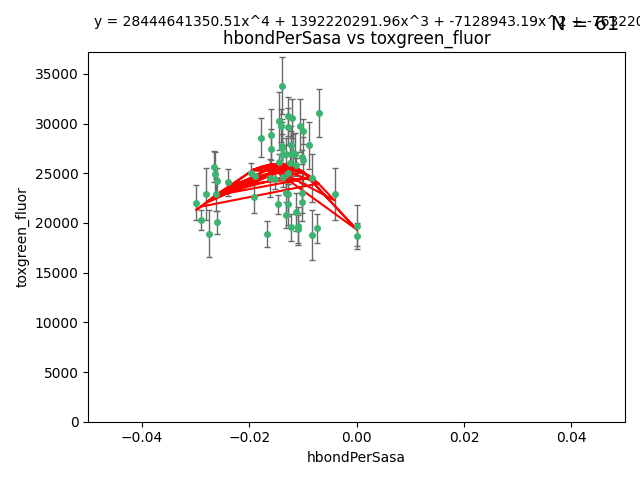 y = 28444641350.51x^4 + 1392220291.96x^3 + -7128943.19x^2 +
N = 61
hbondPerSasa vs toxgreen_fluor
35000
30000
25000
20000
15000
10000
5000
0
toxgreen_fluor
−0.04 −0.02 0.00 0.02 0.04
hbondPerSasa